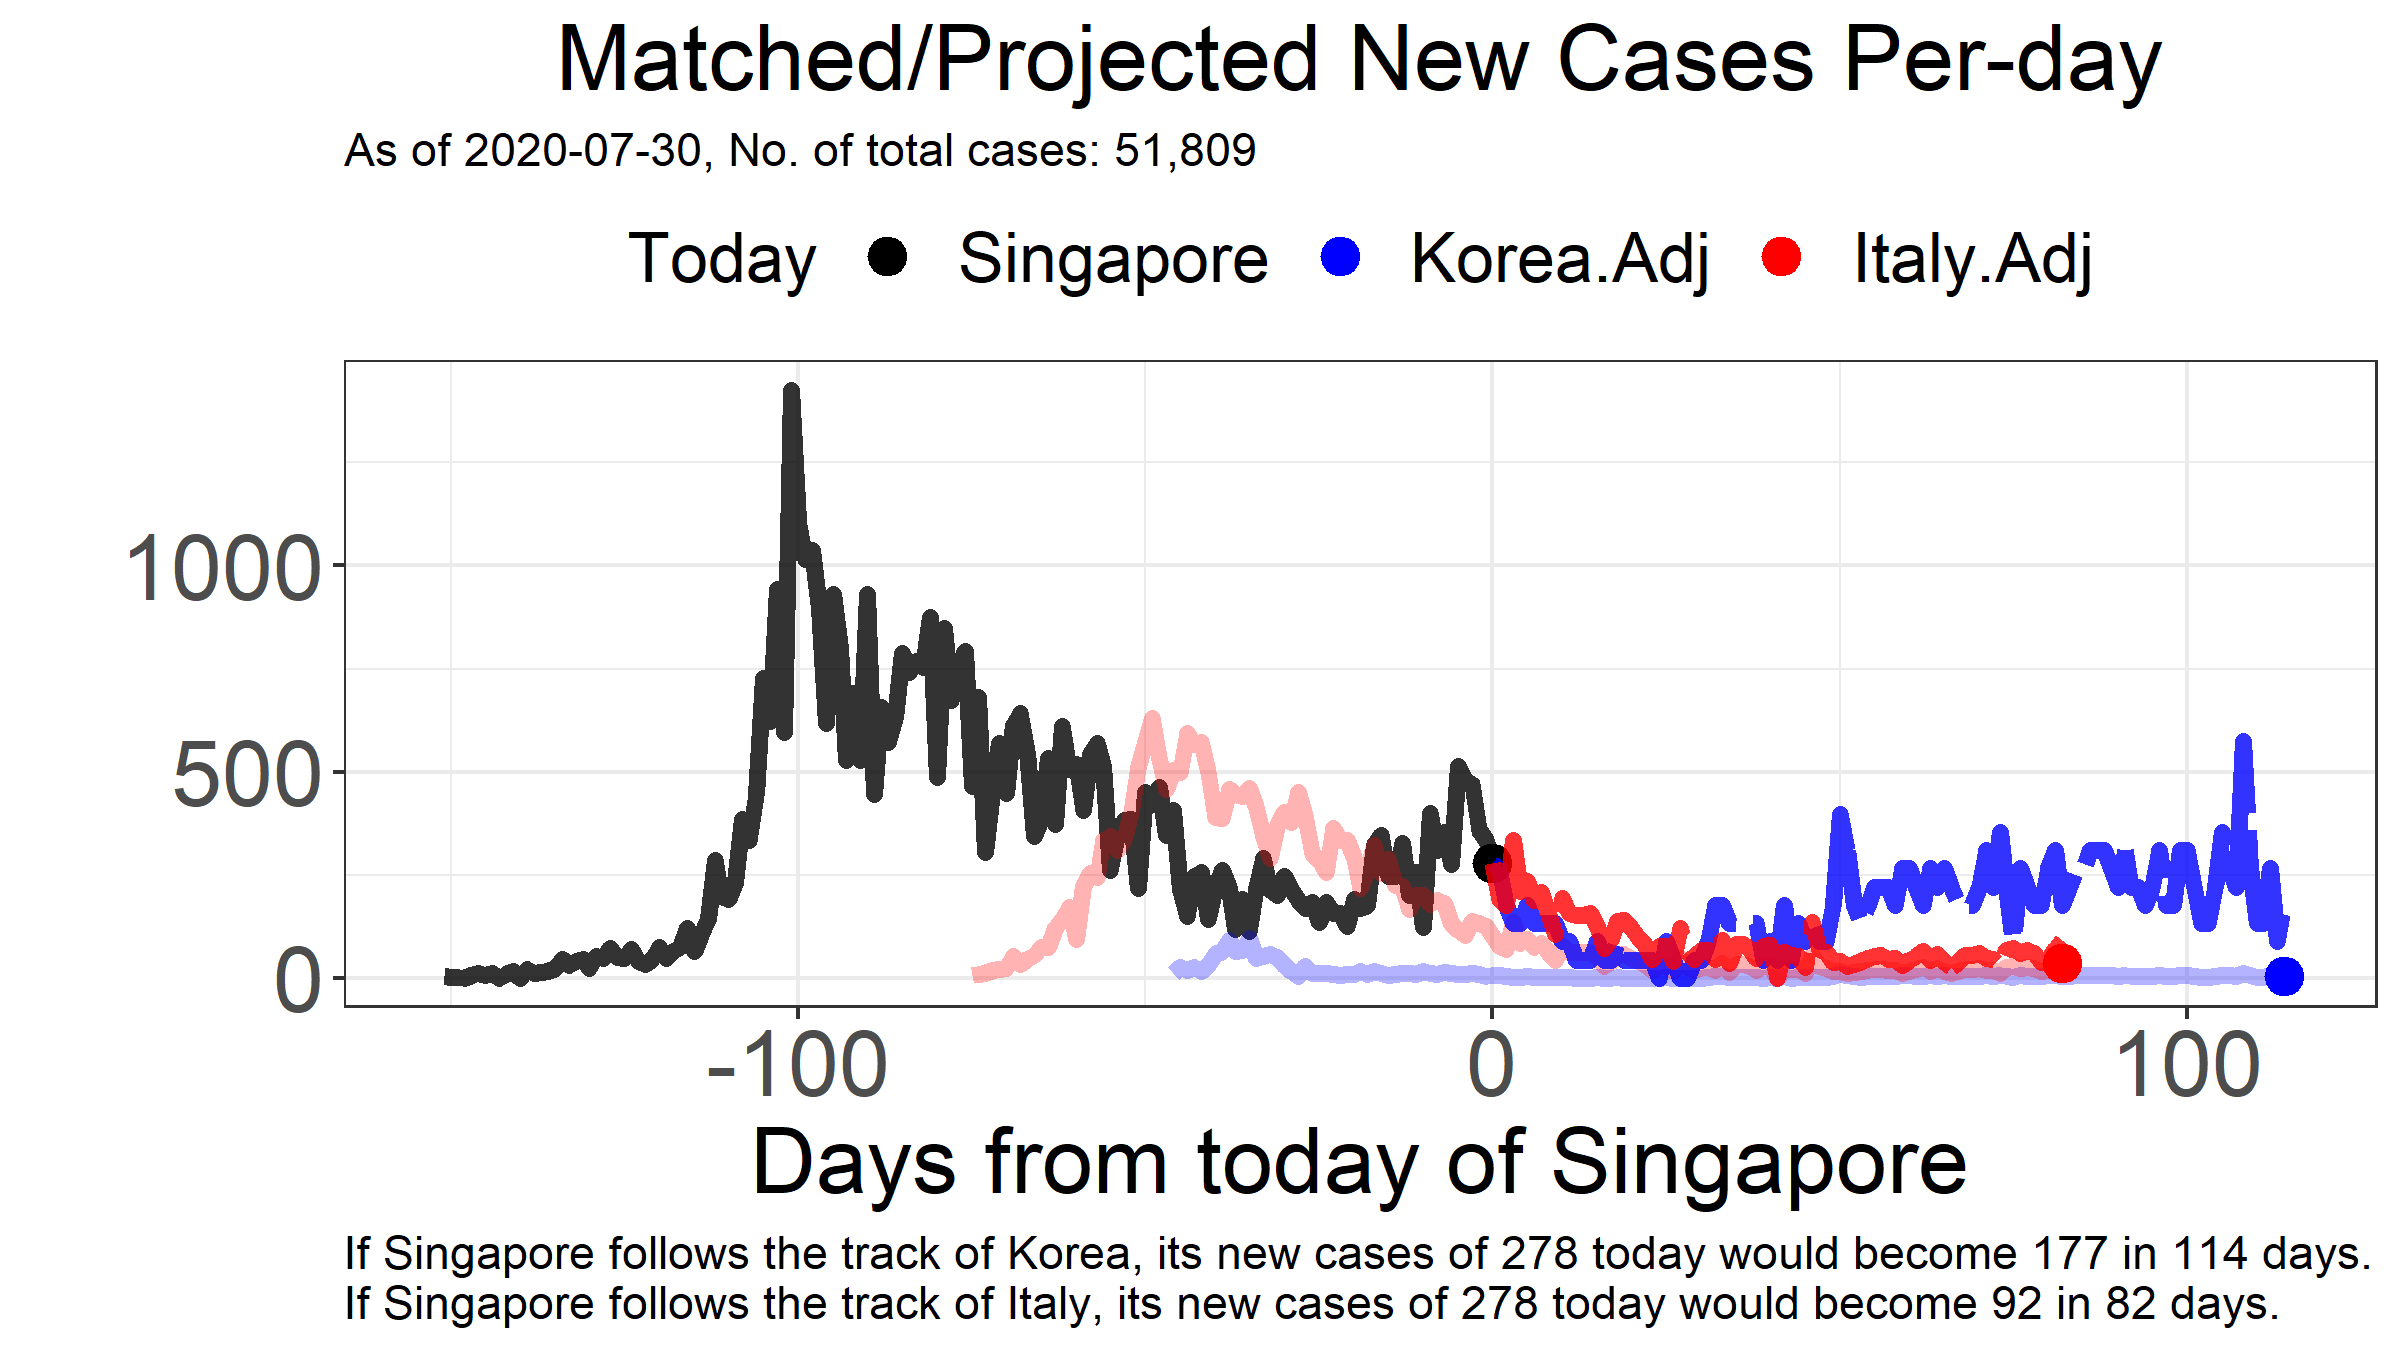 Matched/Projected New Cases Per-day
As of 2020-07-30, No. of total cases: 51,809
Today Singapore Korea.Adj Italy.Adj
1000
500
0
-100 0 100
Days from today of Singapore
If Singapore follows the track of Korea, its new cases of 278 today would become 177 in 114 days.
If Singapore follows the track of Italy, its new cases of 278 today would become 92 in 82 days.